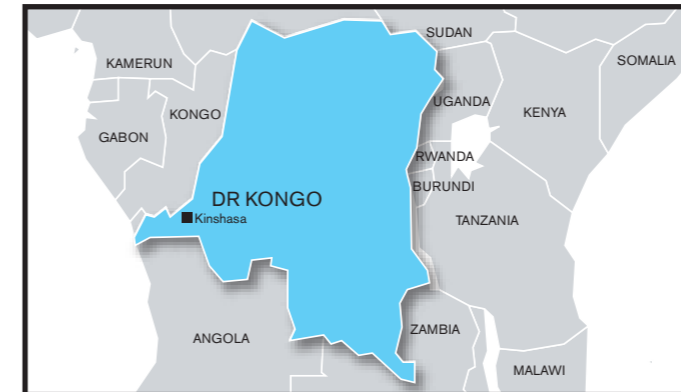 SUDAN
KAMERUN
SOMALIA
UGANDA
KENYA
KONGO
GABON
RWANDA
BURUNDI
DR KONGO
Kinshasa
TANZANIA
ZAMBIA
ANGOLA
MALAWI